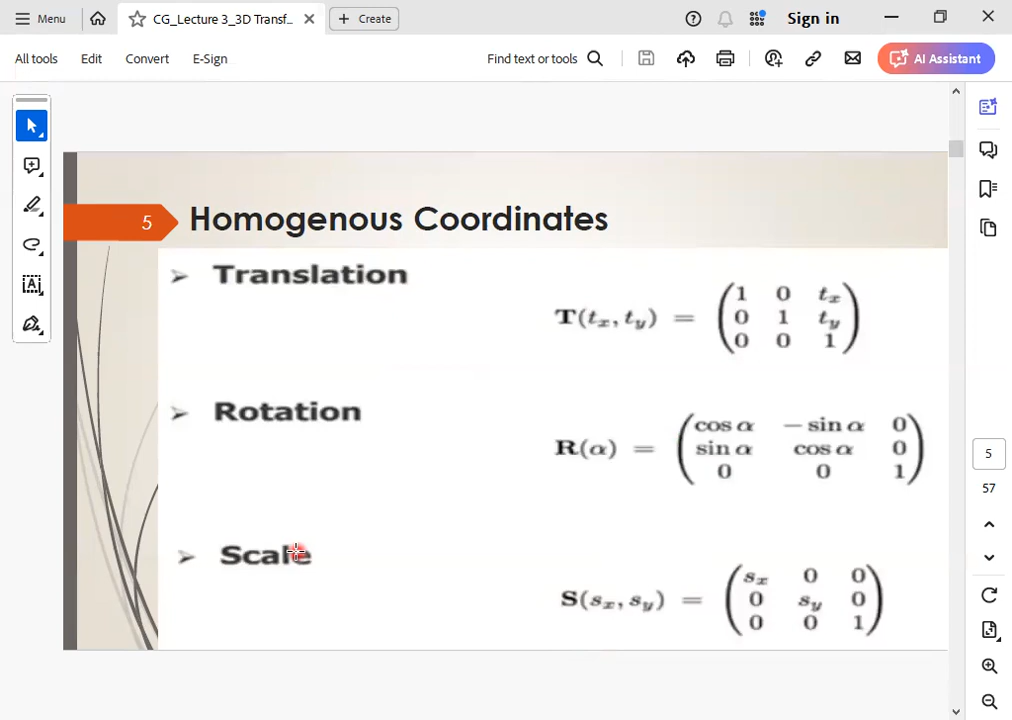 Menu
CG_Lecture 3_3D Transf...
Create
Sign in
All tools
Edit
Convert
E-Sign
Find text or tools
AI Assistant
5
Homogenous Coordinates
➢ Translation
T(tx, ty) = (1 0 tx
0 1 ty
0 0 1)
➢ Rotation
R(α) = (cos α − sin α 0
sin α cos α 0
0 0 1)
➢ Scale
S(sx, sy) = (sx 0 0
0 sy 0
0 0 1)
5
57